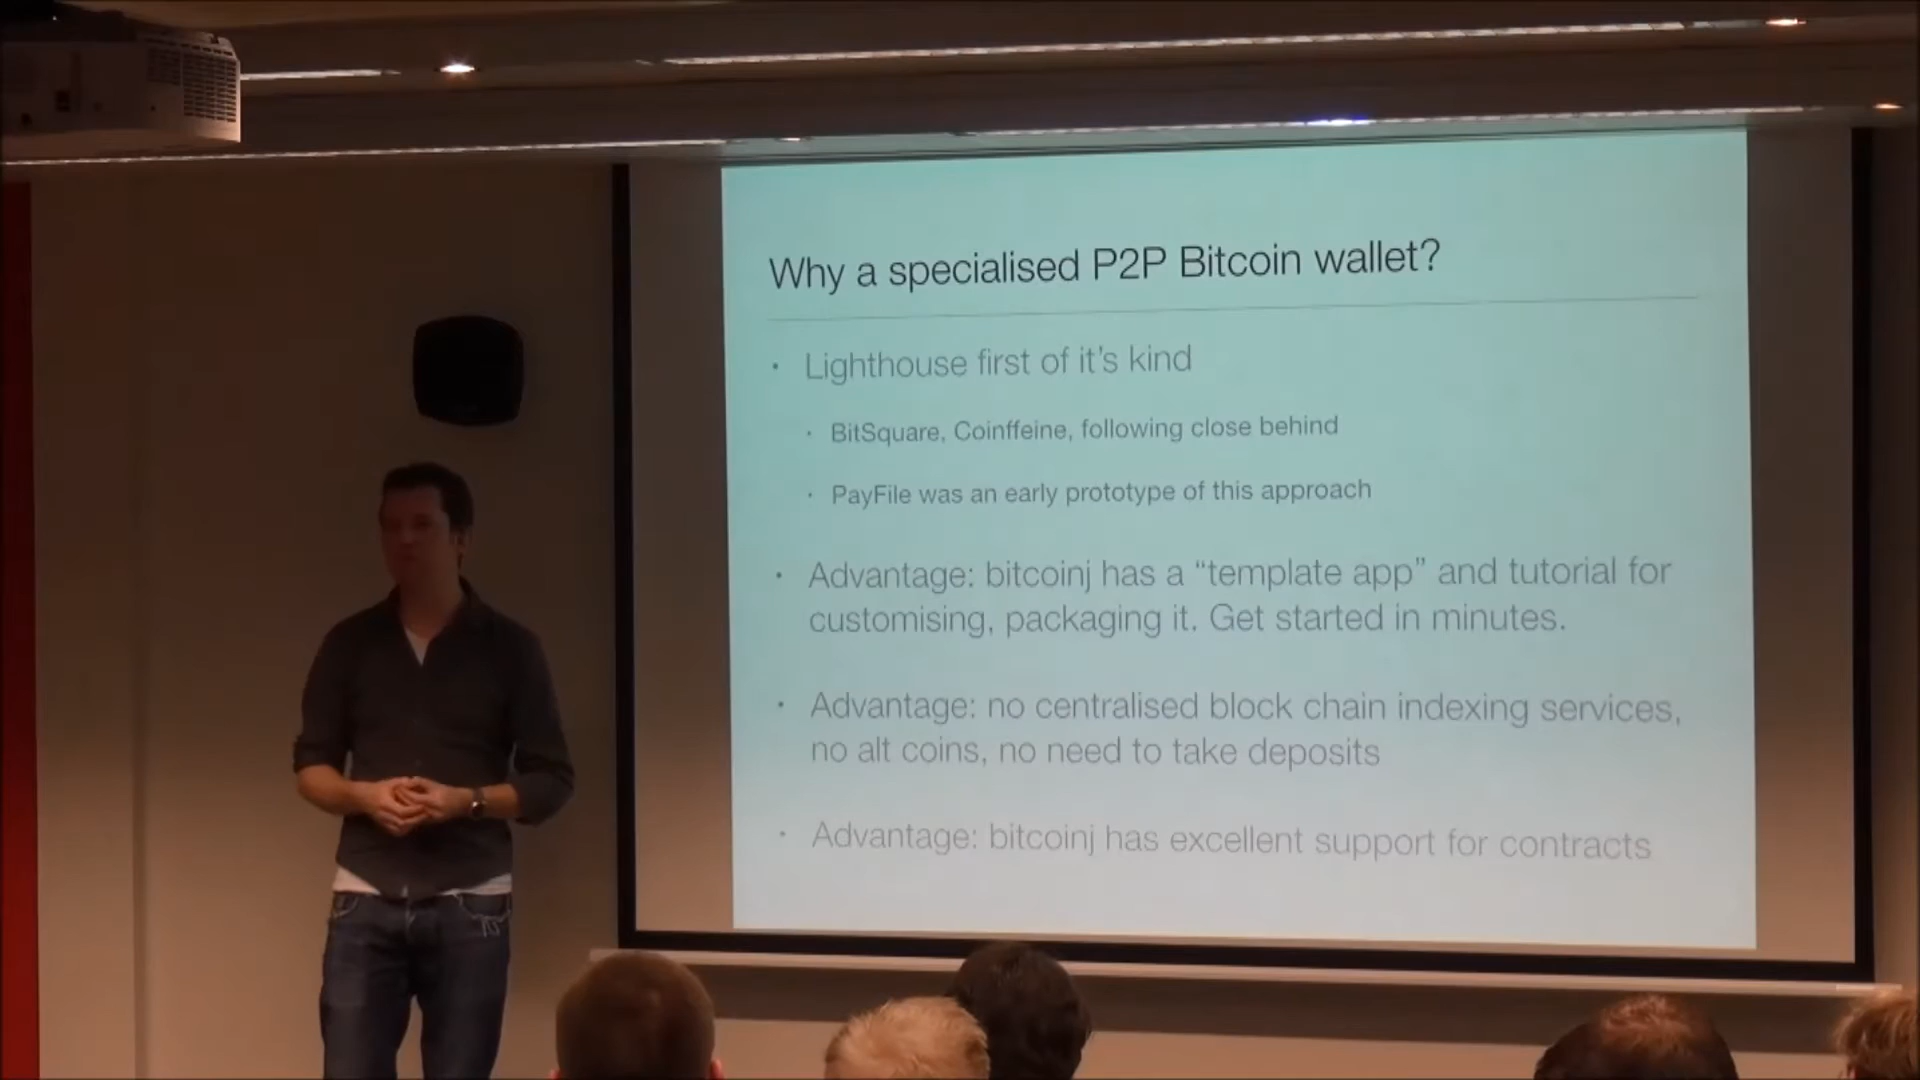 Why a specialised P2P Bitcoin wallet?
· Lighthouse first of it's kind
· BitSquare, Coinffeine, following close behind
· PayFile was an early prototype of this approach
· Advantage: bitcoinj has a “template app” and tutorial for
customising, packaging it. Get started in minutes.
· Advantage: no centralised block chain indexing services,
no alt coins, no need to take deposits
· Advantage: bitcoinj has excellent support for contracts